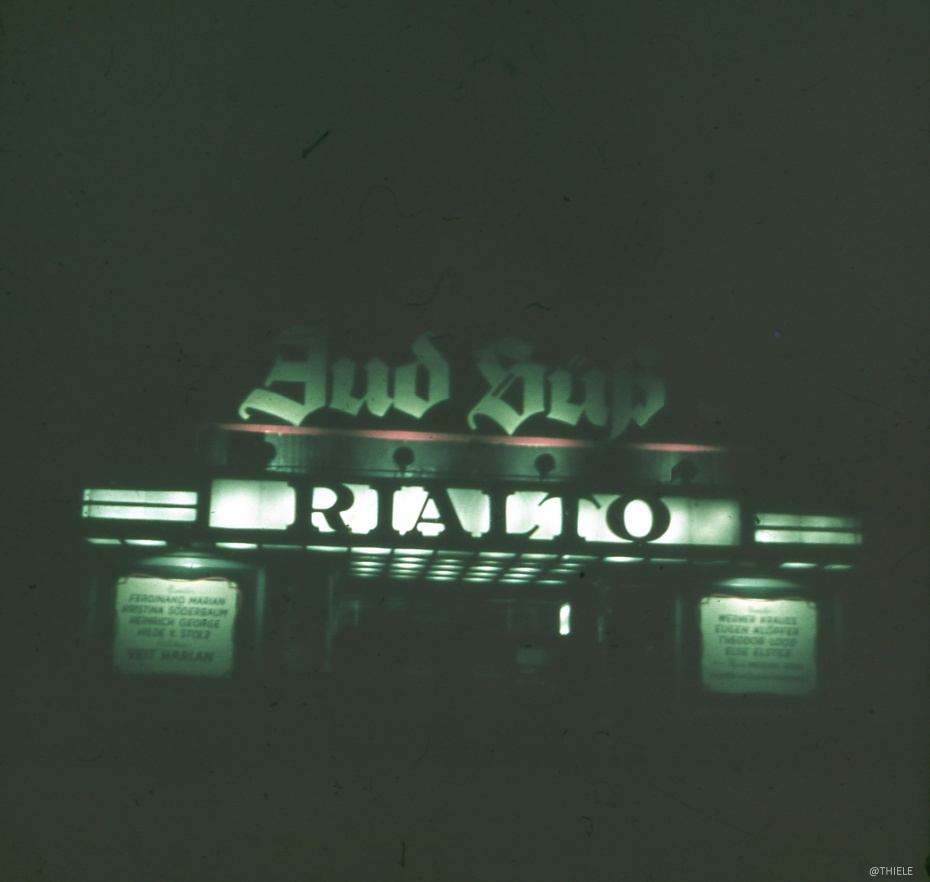 Jud Süß
RIALTO
FERDINAND MARIAN
KRISTINA SÖDERBAUM
HEINRICH GEORGE
HILDE V. STOLZ
VEIT HARLAN
WERNER KRAUSS
EUGEN KLÖPFER
THEODOR LOOS
ELSE ELSTER
@THIELE